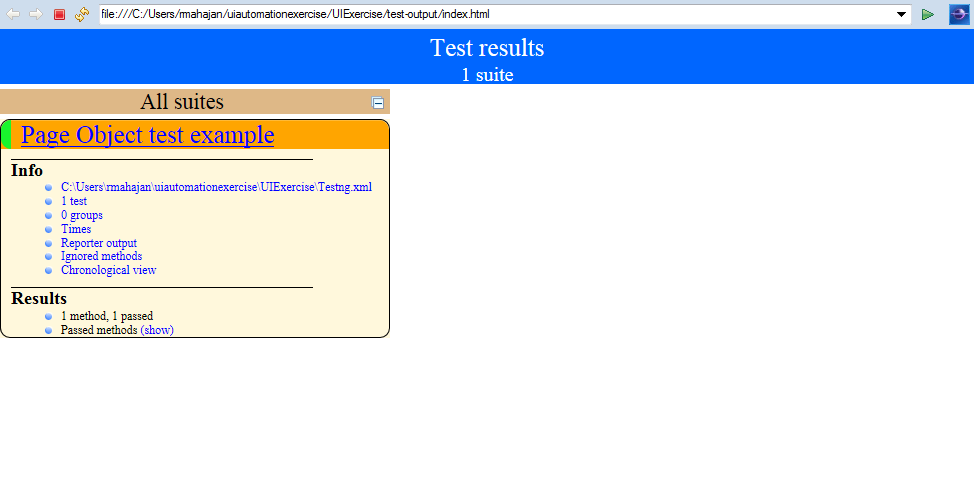 file:///C:/Users/rmahajan/uiautomationexercise/UIExercise/test-output/index.html
Test results
1 suite
All suites
Page Object test example
Info
C:\Users\rmahajan\uiautomationexercise\UIExercise\Testng.xml
1 test
0 groups
Times
Reporter output
Ignored methods
Chronological view
Results
1 method, 1 passed
Passed methods (show)